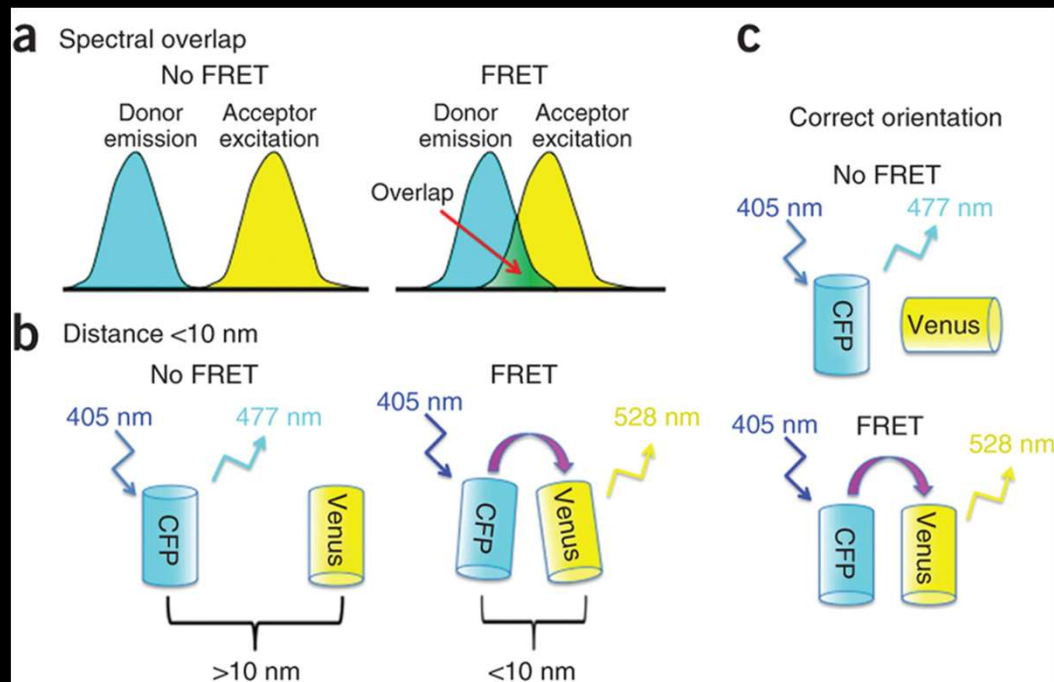 a Spectral overlap
No FRET
Donor emission
Acceptor excitation
FRET
Donor emission
Acceptor excitation
Overlap
b Distance <10 nm
No FRET
405 nm
477 nm
CFP
Venus
>10 nm
FRET
405 nm
528 nm
CFP
Venus
<10 nm
c
Correct orientation
No FRET
405 nm
477 nm
CFP
Venus
405 nm
FRET
528 nm
CFP
Venus